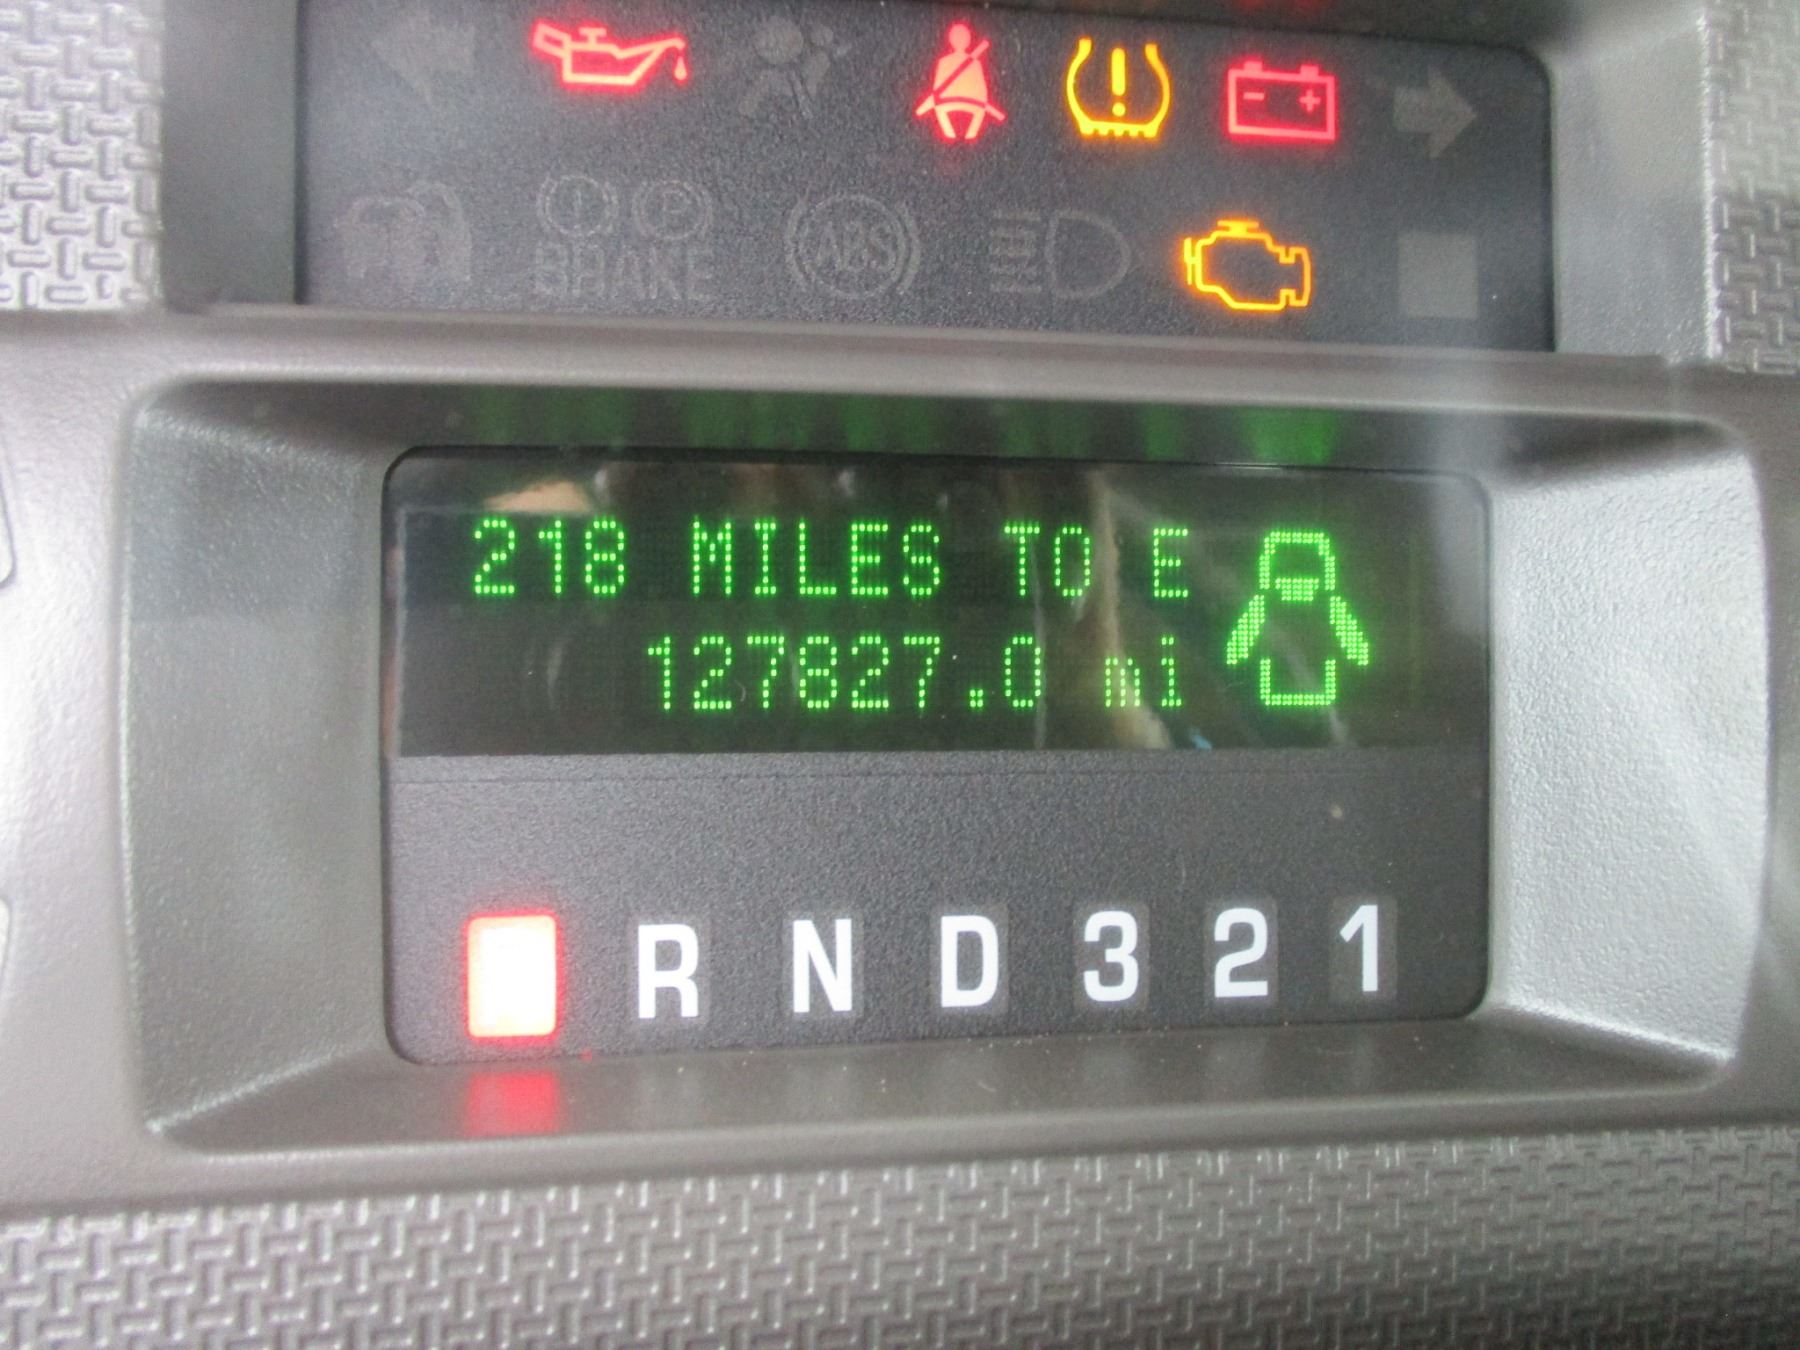 BRAKE
ABS
218 MILES TO E
127827.0 mi
R N D 3 2 1